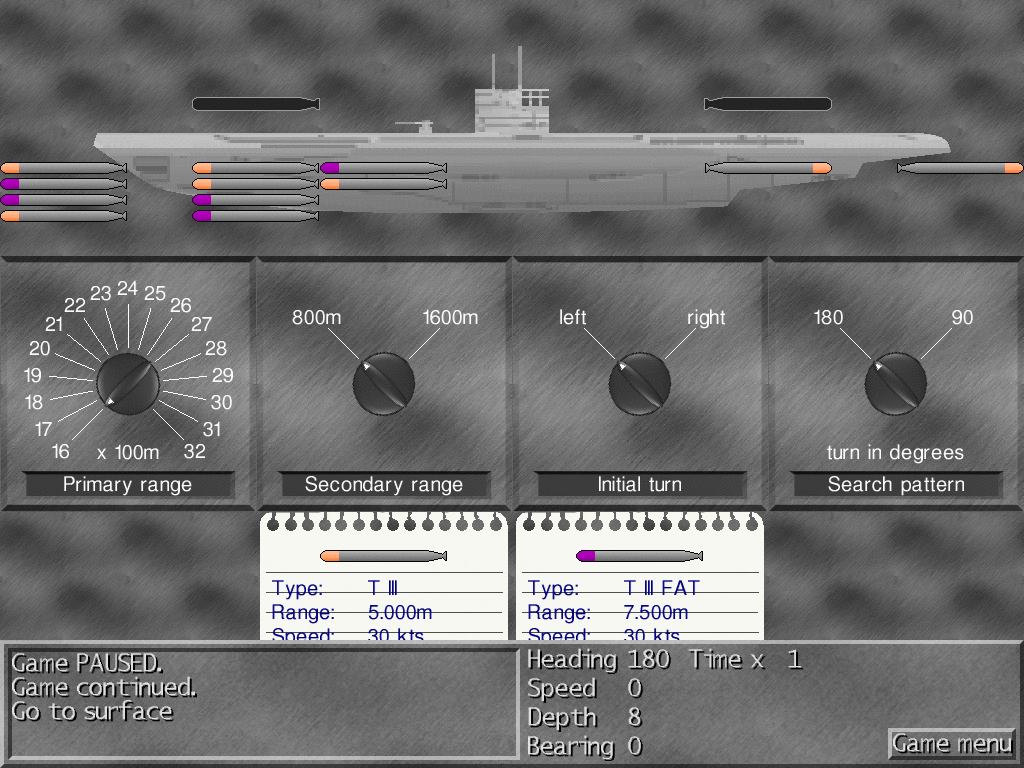 24
23
25
22
26
21
27
20
28
19
29
18
30
17
31
16
x 100m
32
Primary range
800m
1600m
Secondary range
left
right
Initial turn
180
90
turn in degrees
Search pattern
Type: T III
Range: 5.000m
Speed: 30 kts
Type: T III FAT
Range: 7.500m
Speed: 30 kts
Game PAUSED.
Game continued.
Go to surface
Heading 180 Time x 1
Speed 0
Depth 8
Bearing 0
Game menu